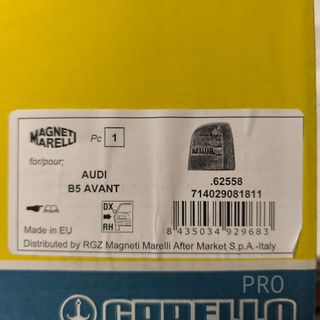 MAGNETI
MARELLI
Pc 1
for/pour;
AUDI
B5 AVANT
.62558
714029081811
DX
RH
8 435034 929683
Made in EU
Distributed by RGZ Magneti Marelli After Market S.p.A.-Italy
PRO
CARELLO